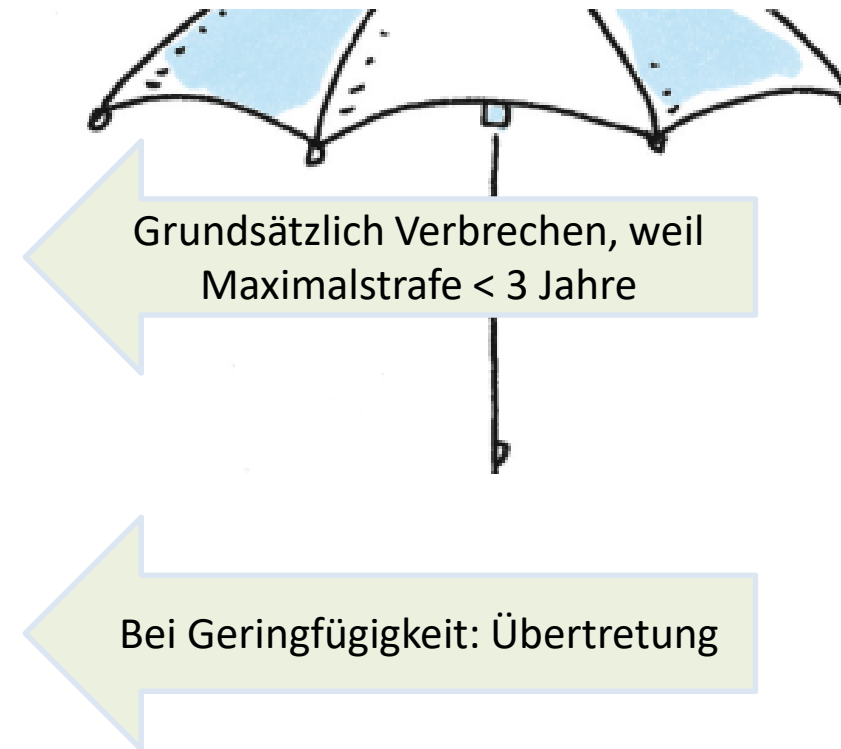 Grundsätzlich Verbrechen, weil
Maximalstrafe < 3 Jahre
Bei Geringfügigkeit: Übertretung